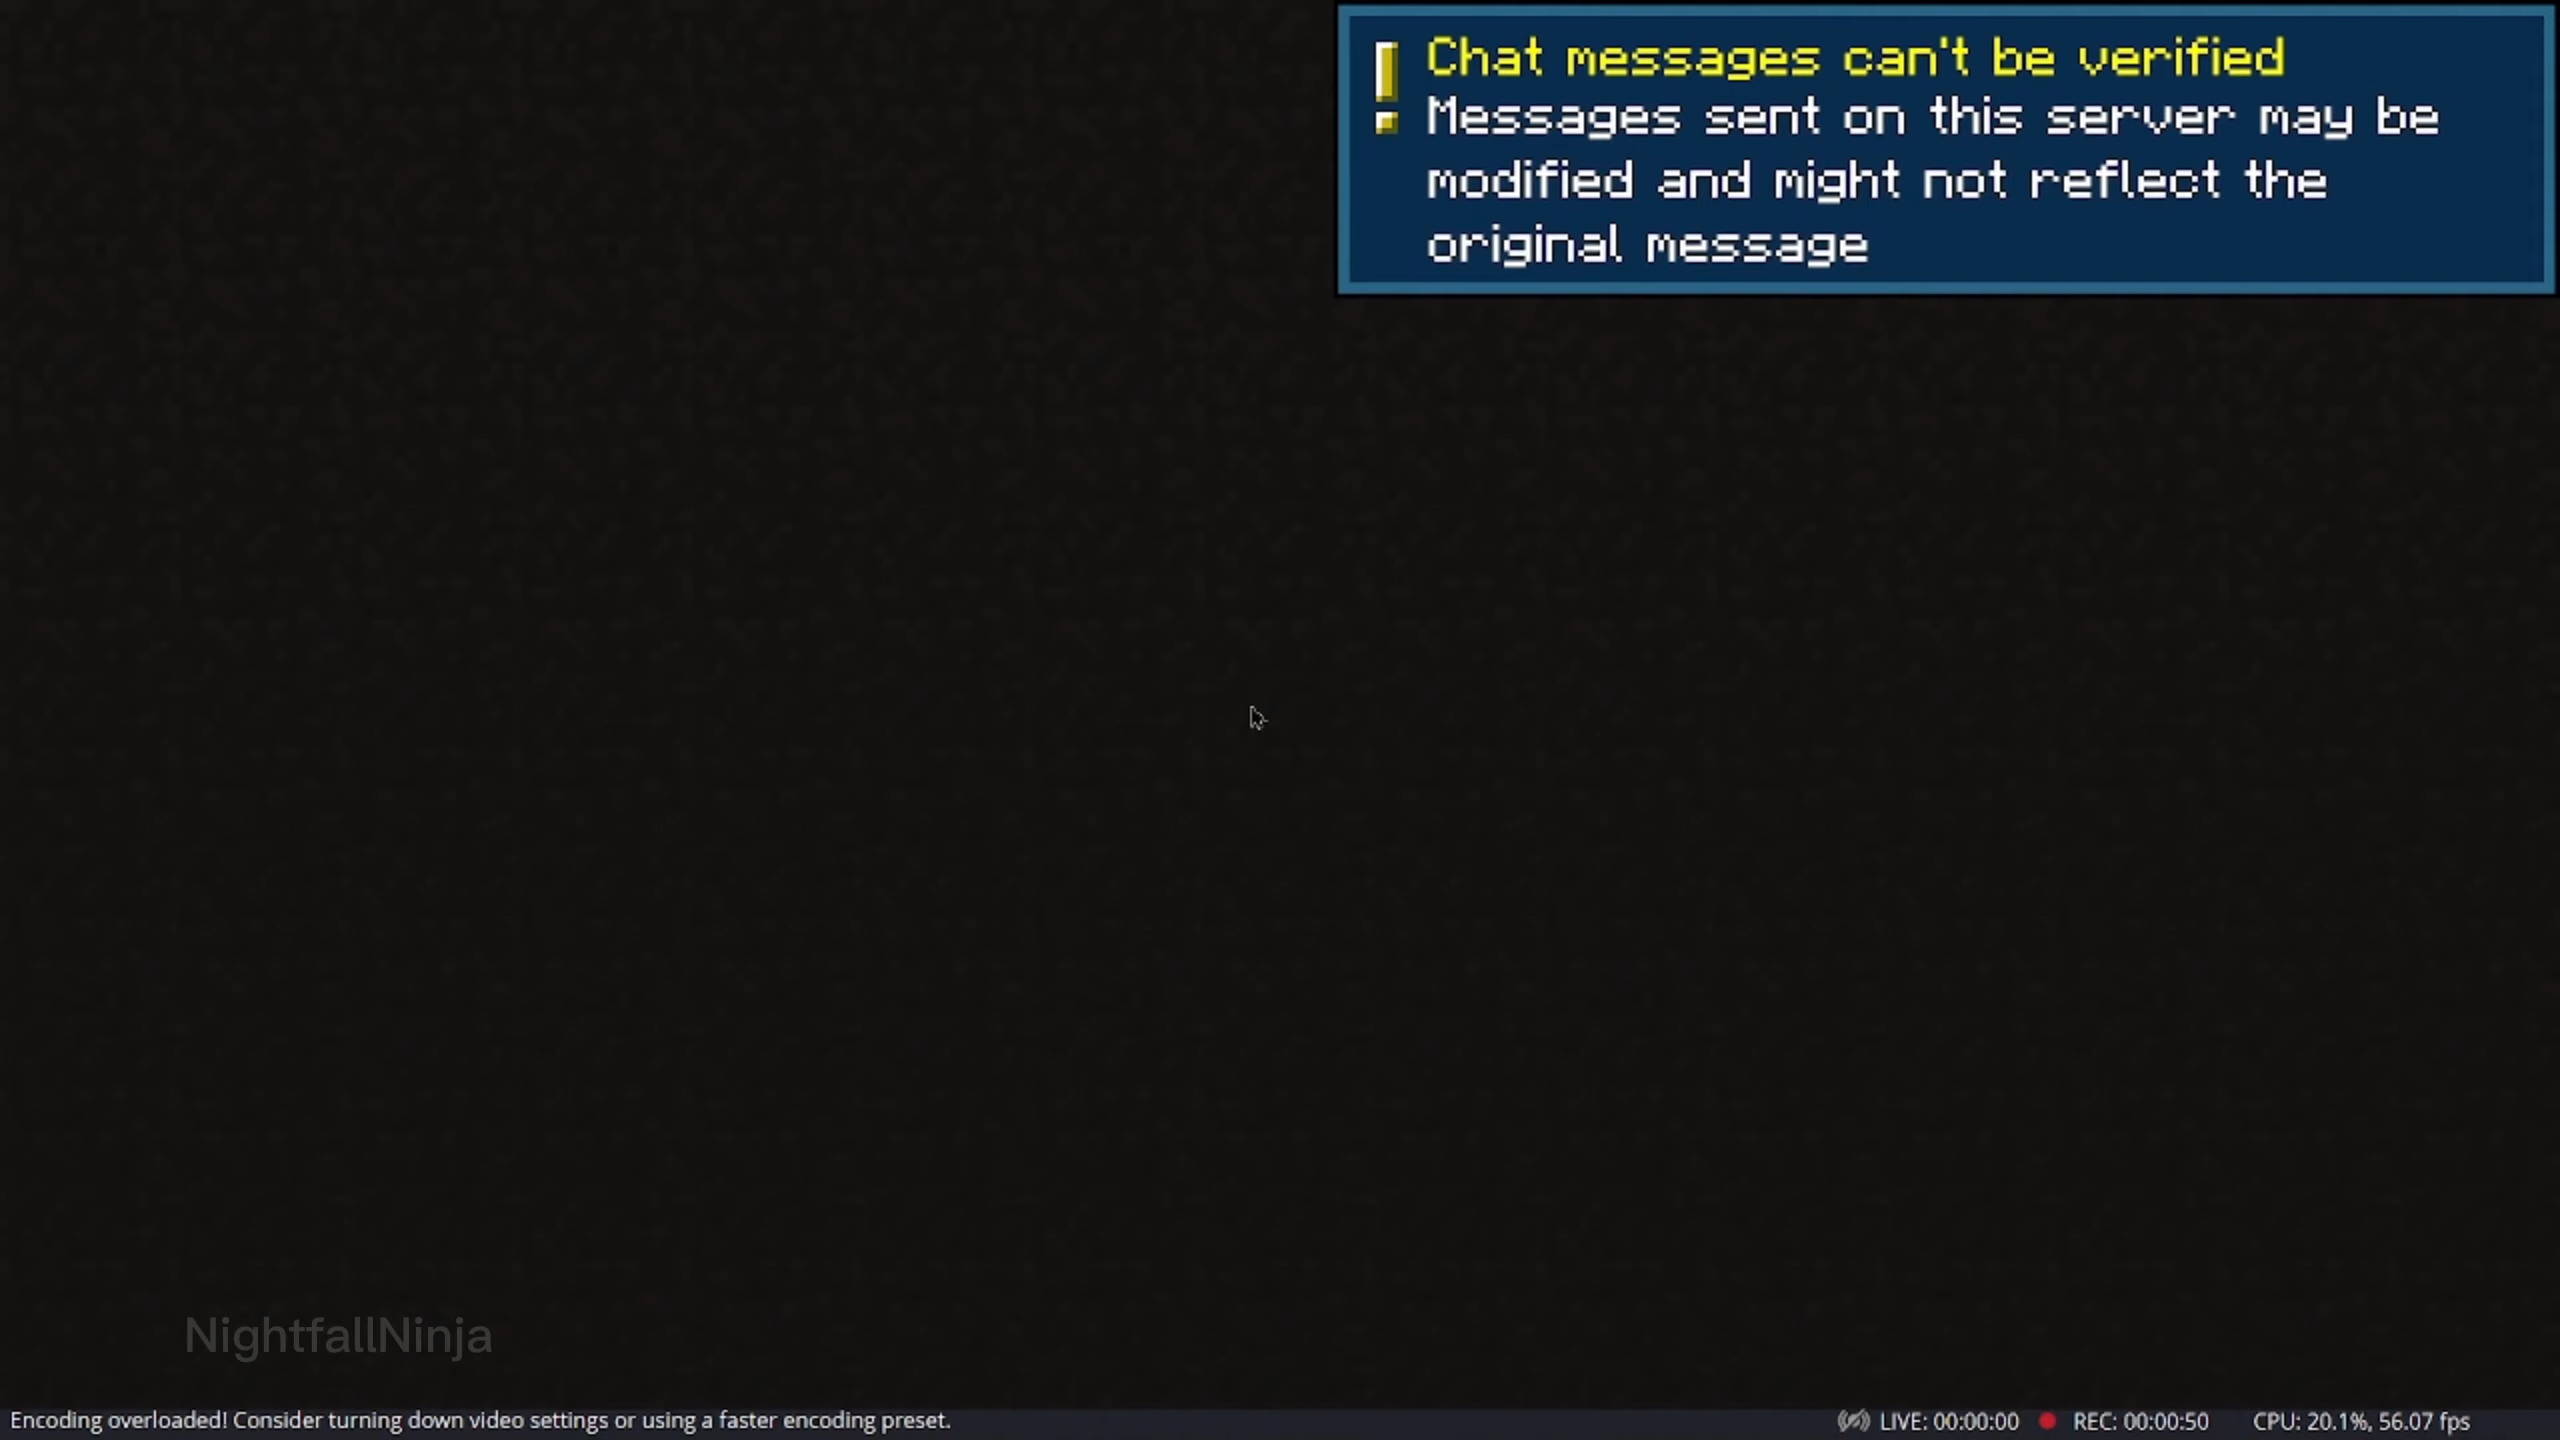 Chat messages can't be verified
Messages sent on this server may be
modified and might not reflect the
original message
NightfallNinja
Encoding overloaded! Consider turning down video settings or using a faster encoding preset.
LIVE: 00:00:00 REC: 00:00:50 CPU: 20.1%, 56.07 fps